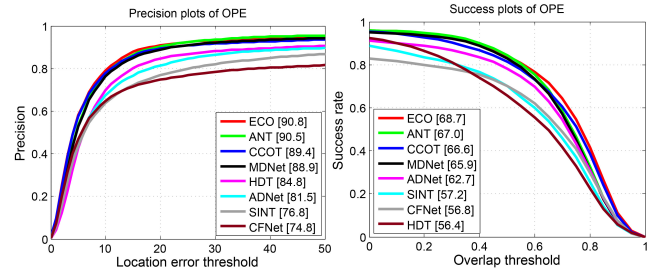 Precision plots of OPE
Precision
1
0.8
0.6
0.4
0.2
0
0 10 20 30 40 50
Location error threshold
ECO [90.8]
ANT [90.5]
CCOT [89.4]
MDNet [88.9]
HDT [84.8]
ADNet [81.5]
SINT [76.8]
CFNet [74.8]
Success plots of OPE
Success rate
1
0.8
0.6
0.4
0.2
0
0 0.2 0.4 0.6 0.8 1
Overlap threshold
ECO [68.7]
ANT [67.0]
CCOT [66.6]
MDNet [65.9]
ADNet [62.7]
SINT [57.2]
CFNet [56.8]
HDT [56.4]